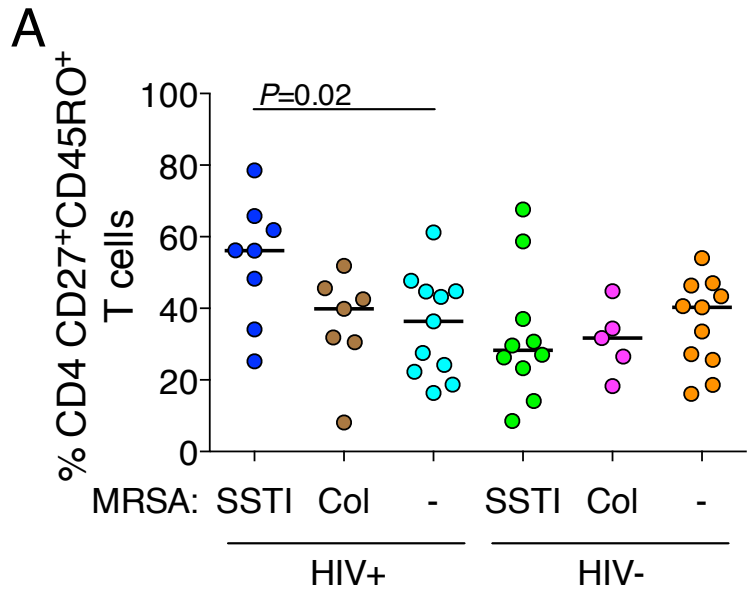 A
% CD4 CD27⁺CD45RO⁺
T cells
P=0.02
100
80
60
40
20
0
MRSA: SSTI Col - SSTI Col -
HIV+ HIV-